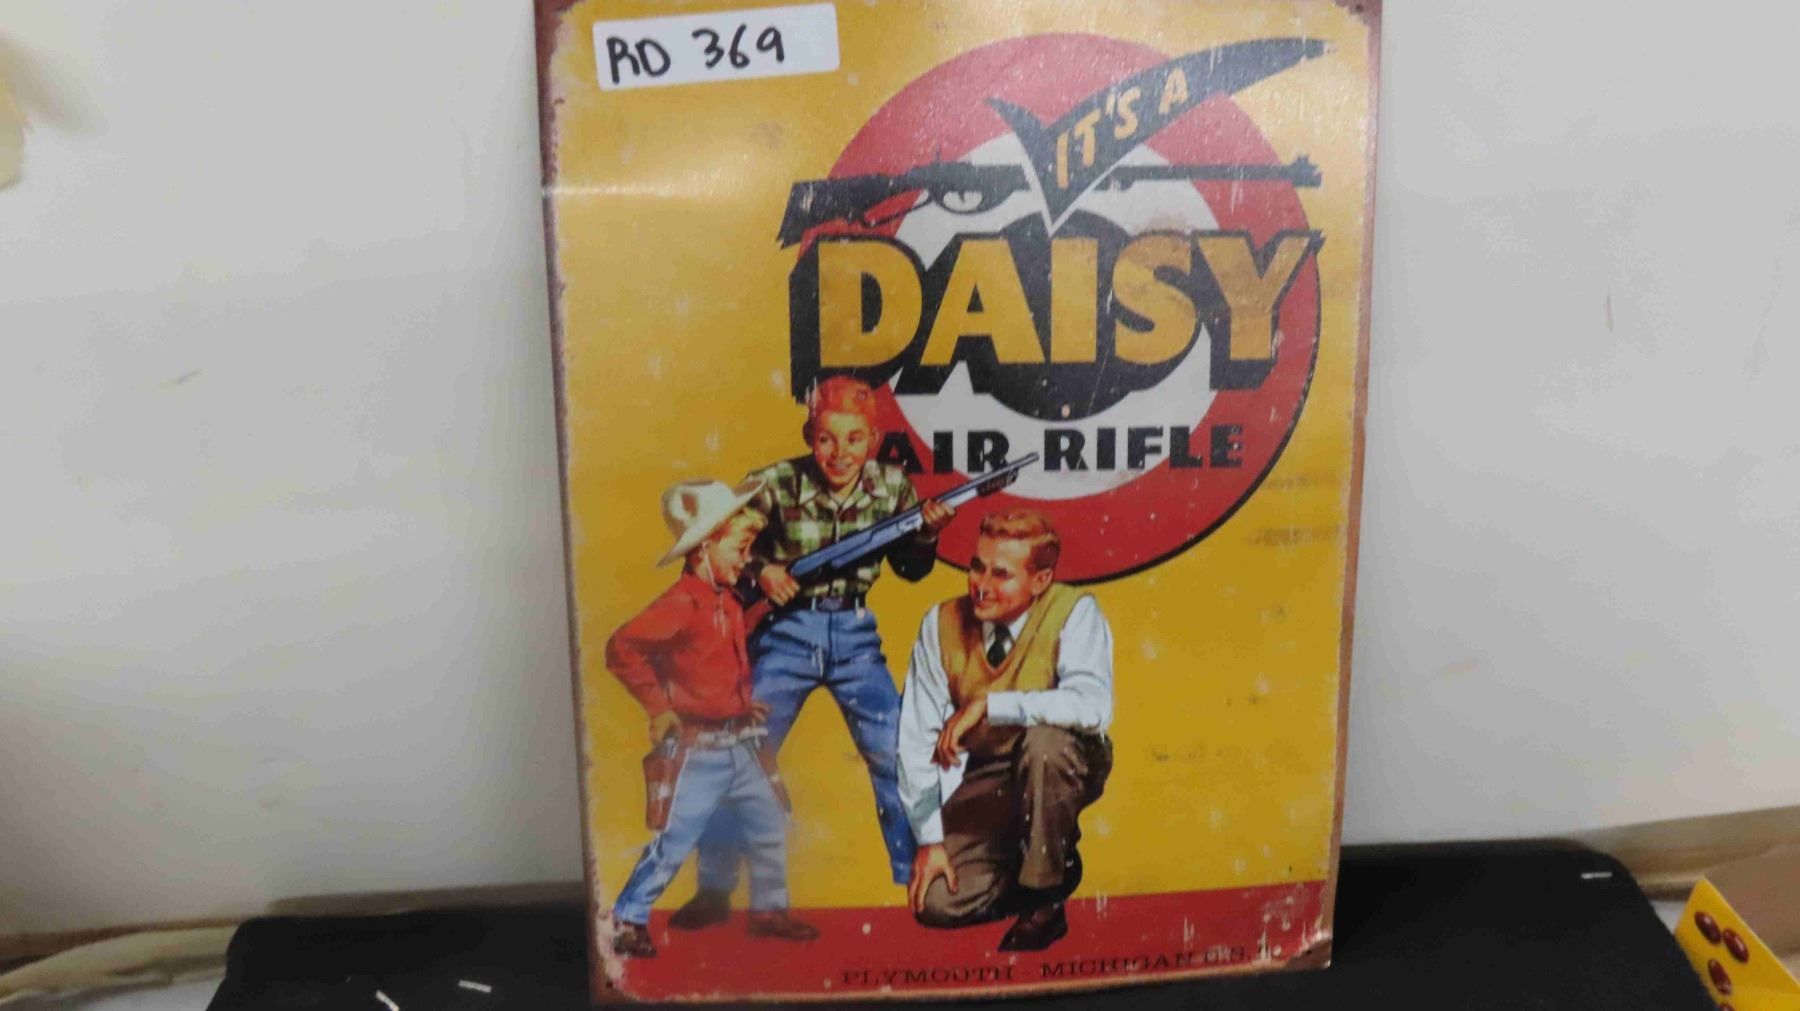 RD 369
IT'S A
DAISY
AIR RIFLE
PLYMOUTH - MICHIGAN U.S.